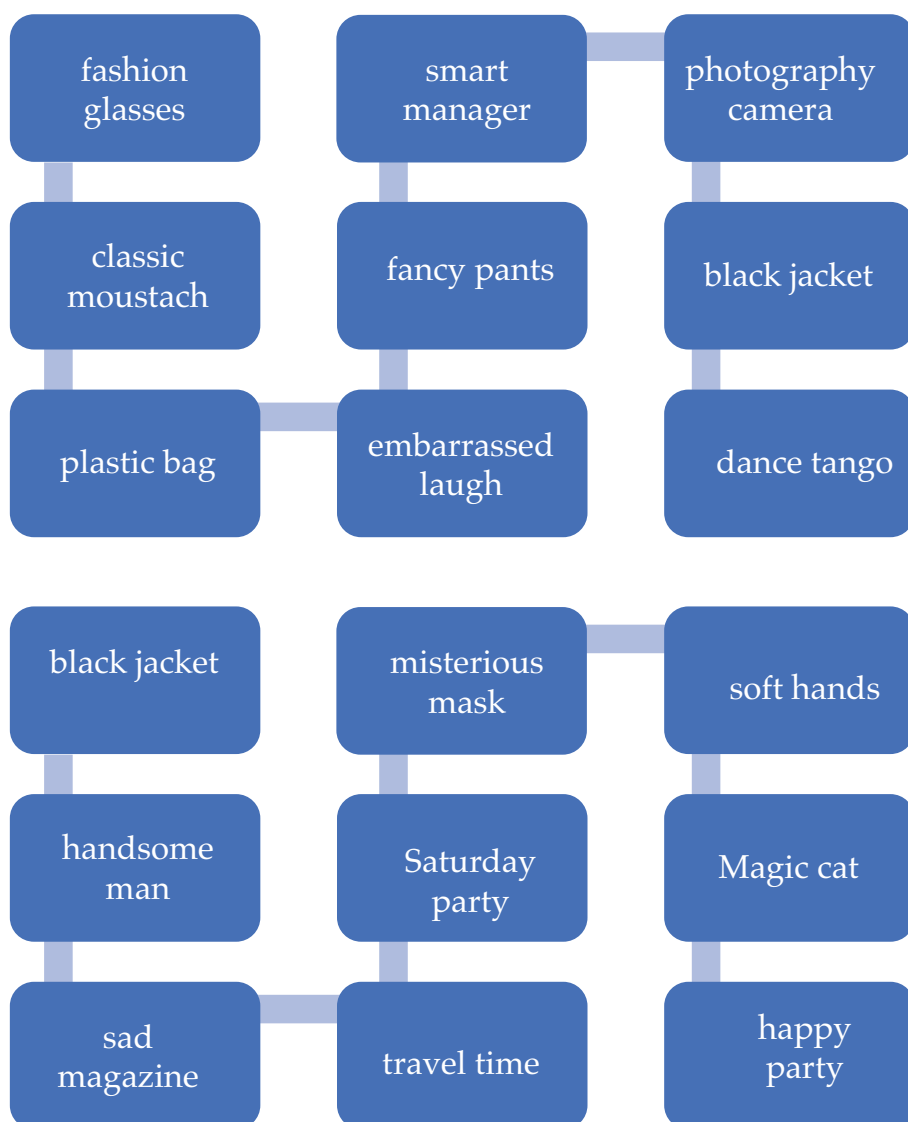 fashion
glasses
classic
moustach
plastic bag
embarrassed
laugh
fancy pants
smart
manager
photography
camera
black jacket
dance tango
black jacket
handsome
man
sad
magazine
travel time
Saturday
party
misterious
mask
soft hands
Magic cat
happy
party